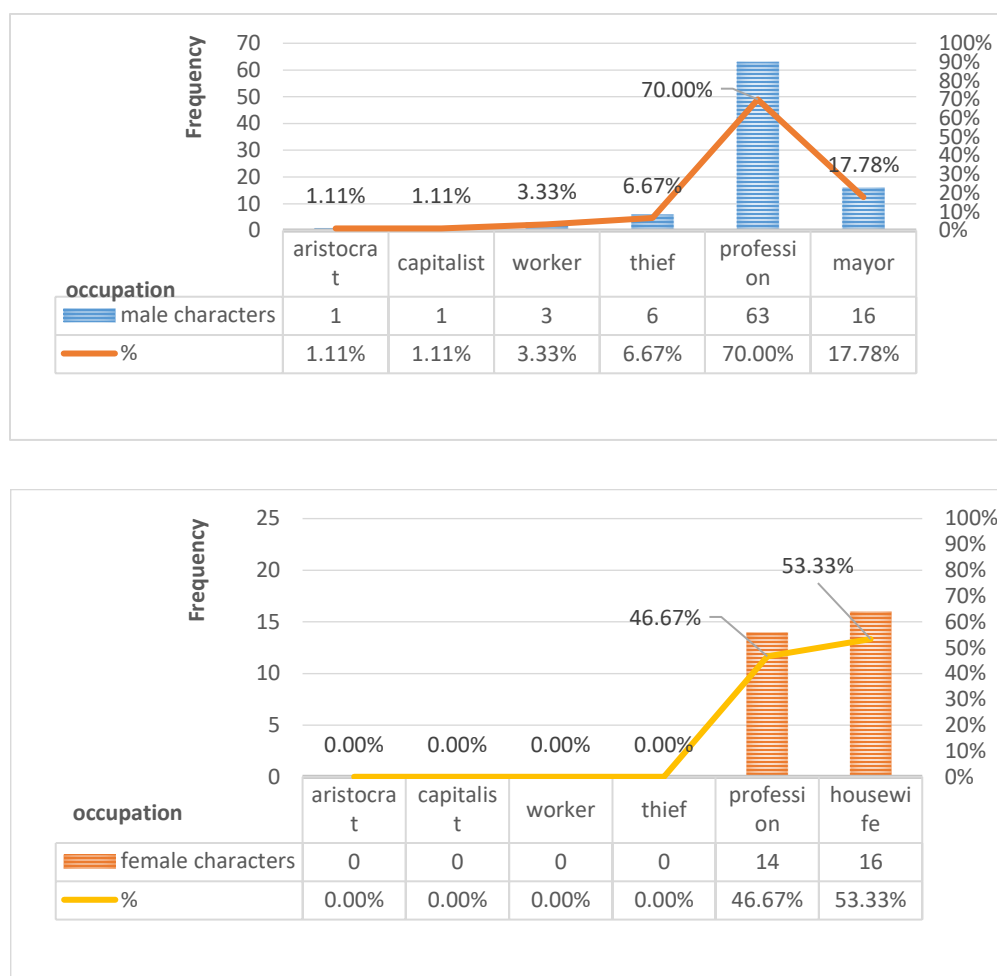 70
60
50
40
30
20
10
0
Frequency
100%
90%
80%
70%
60%
50%
40%
30%
20%
10%
0%
1.11% 1.11% 3.33% 6.67% 70.00% 17.78%
aristocra
t
capitalist
worker
thief
professi
on
mayor
occupation
male characters 1 1 3 6 63 16
% 1.11% 1.11% 3.33% 6.67% 70.00% 17.78%
25
20
15
10
5
0
Frequency
100%
90%
80%
70%
60%
50%
40%
30%
20%
10%
0%
0.00% 0.00% 0.00% 0.00% 46.67% 53.33%
aristocra
t
capitalis
t
worker
thief
professi
on
housewi
fe
occupation
female characters 0 0 0 0 14 16
% 0.00% 0.00% 0.00% 0.00% 46.67% 53.33%